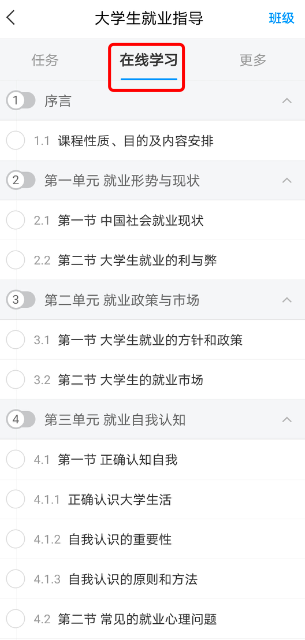 大学生就业指导 班级
任务 在线学习 更多
1 序言
1.1 课程性质、目的及内容安排
2 第一单元 就业形势与现状
2.1 第一节 中国社会就业现状
2.2 第二节 大学生就业的利与弊
3 第二单元 就业政策与市场
3.1 第一节 大学生就业的方针和政策
3.2 第二节 大学生的就业市场
4 第三单元 就业自我认知
4.1 第一节 正确认知自我
4.1.1 正确认识大学生活
4.1.2 自我认识的重要性
4.1.3 自我认识的原则和方法
4.2 第二节 常见的就业心理问题